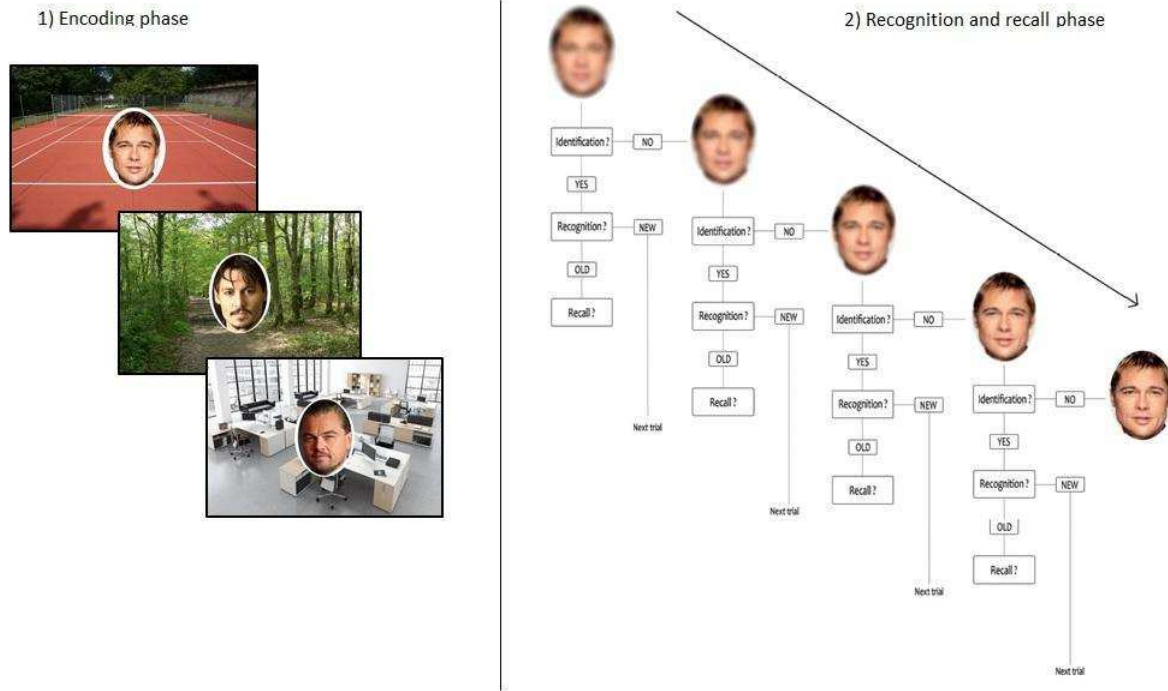 1) Encoding phase
2) Recognition and recall phase
Identification ?
NO
YES
Recognition ?
NEW
OLD
Recall ?
Next trial
Identification ?
NO
YES
Recognition ?
NEW
OLD
Recall ?
Next trial
Identification ?
NO
YES
Recognition ?
NEW
OLD
Recall ?
Next trial
Identification ?
NO
YES
Recognition ?
NEW
OLD
Recall ?
Next trial